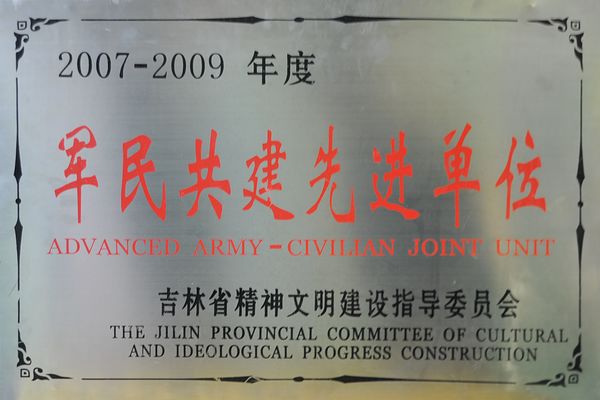 2007-2009 年度
军民共建先进单位
ADVANCED ARMY-CIVILIAN JOINT UNIT
吉林省精神文明建设指导委员会
THE JILIN PROVINCIAL COMMITTEE OF CULTURAL
AND IDEOLOGICAL PROGRESS CONSTRUCTION